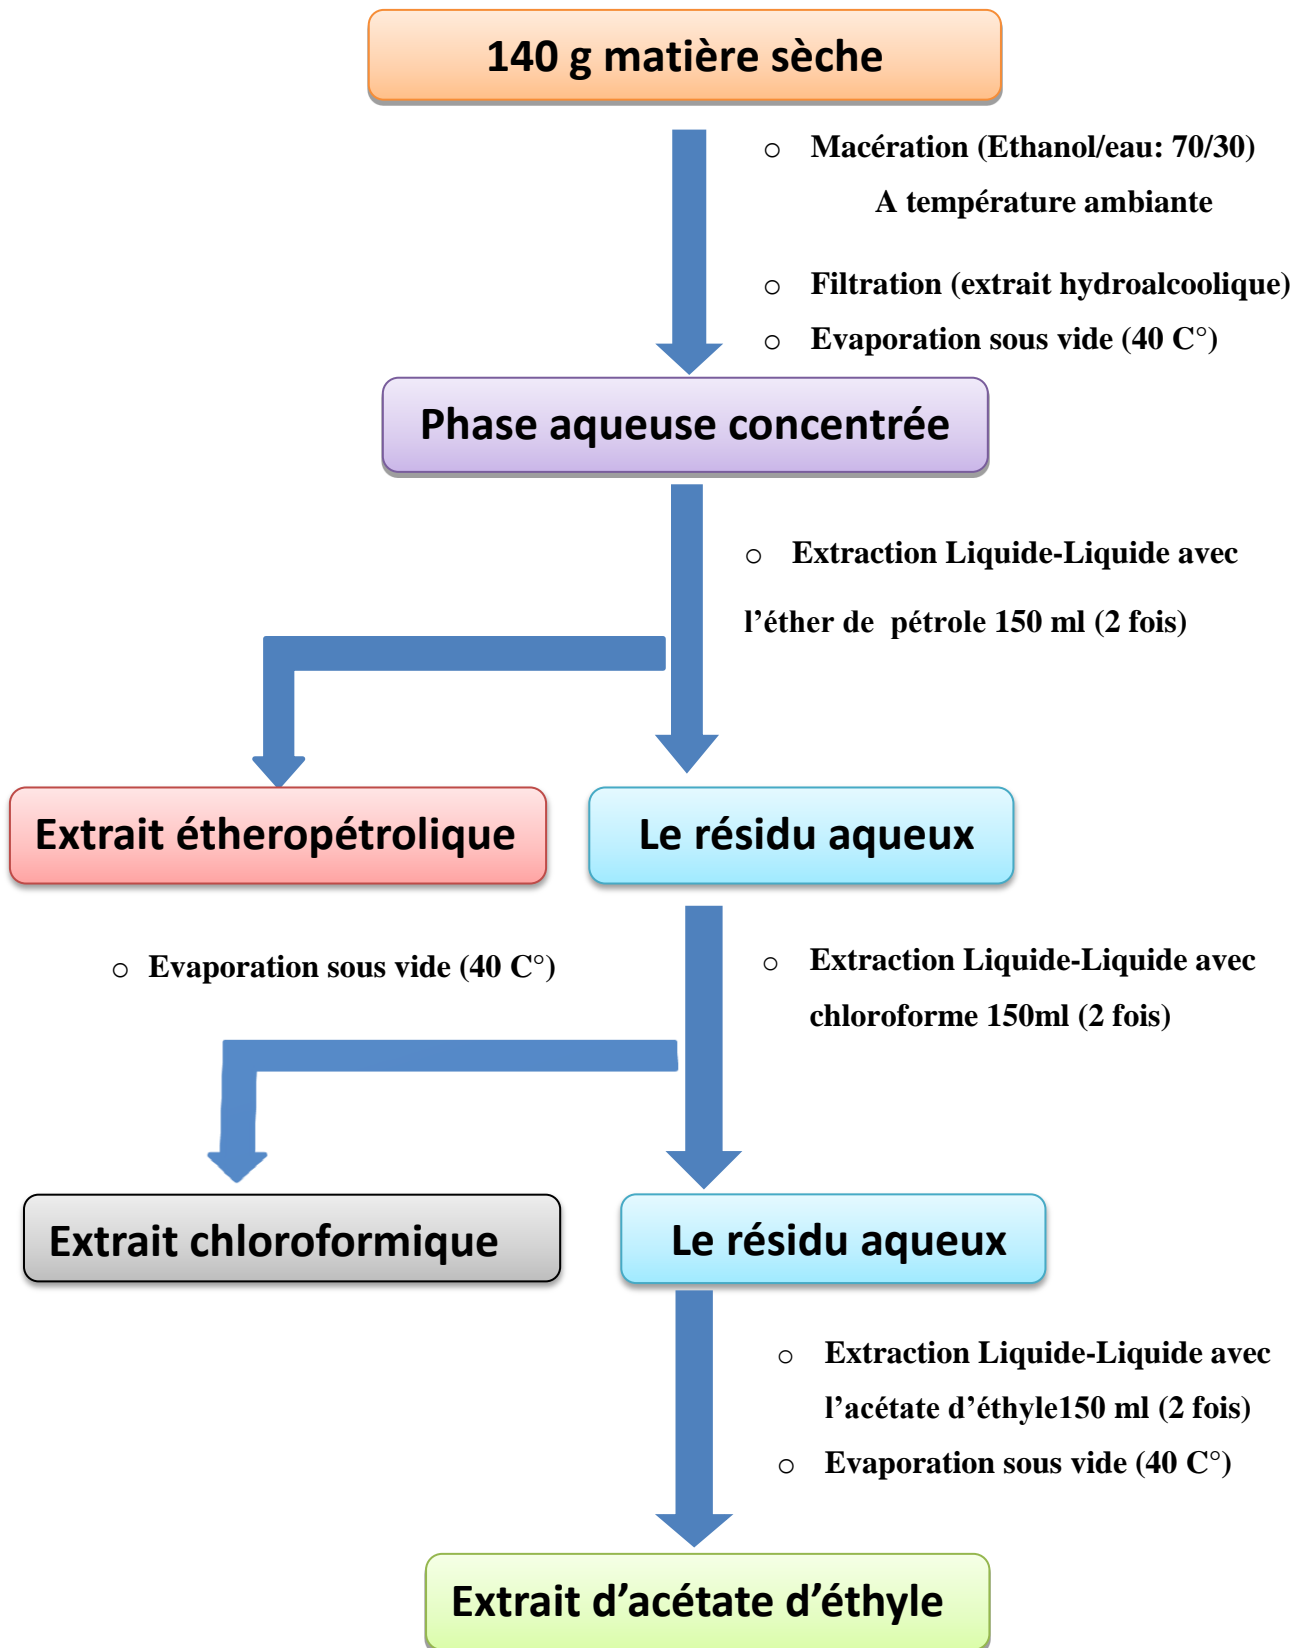 140 g matière sèche
o Macération (Ethanol/eau: 70/30)
A température ambiante
o Filtration (extrait hydroalcoolique)
o Evaporation sous vide (40 C°)
Phase aqueuse concentrée
o Extraction Liquide-Liquide avec
l’éther de pétrole 150 ml (2 fois)
Extrait étheropétrolique
Le résidu aqueux
o Evaporation sous vide (40 C°)
o Extraction Liquide-Liquide avec
chloroforme 150ml (2 fois)
Extrait chloroformique
Le résidu aqueux
o Extraction Liquide-Liquide avec
l’acétate d’éthyle150 ml (2 fois)
o Evaporation sous vide (40 C°)
Extrait d’acétate d’éthyle